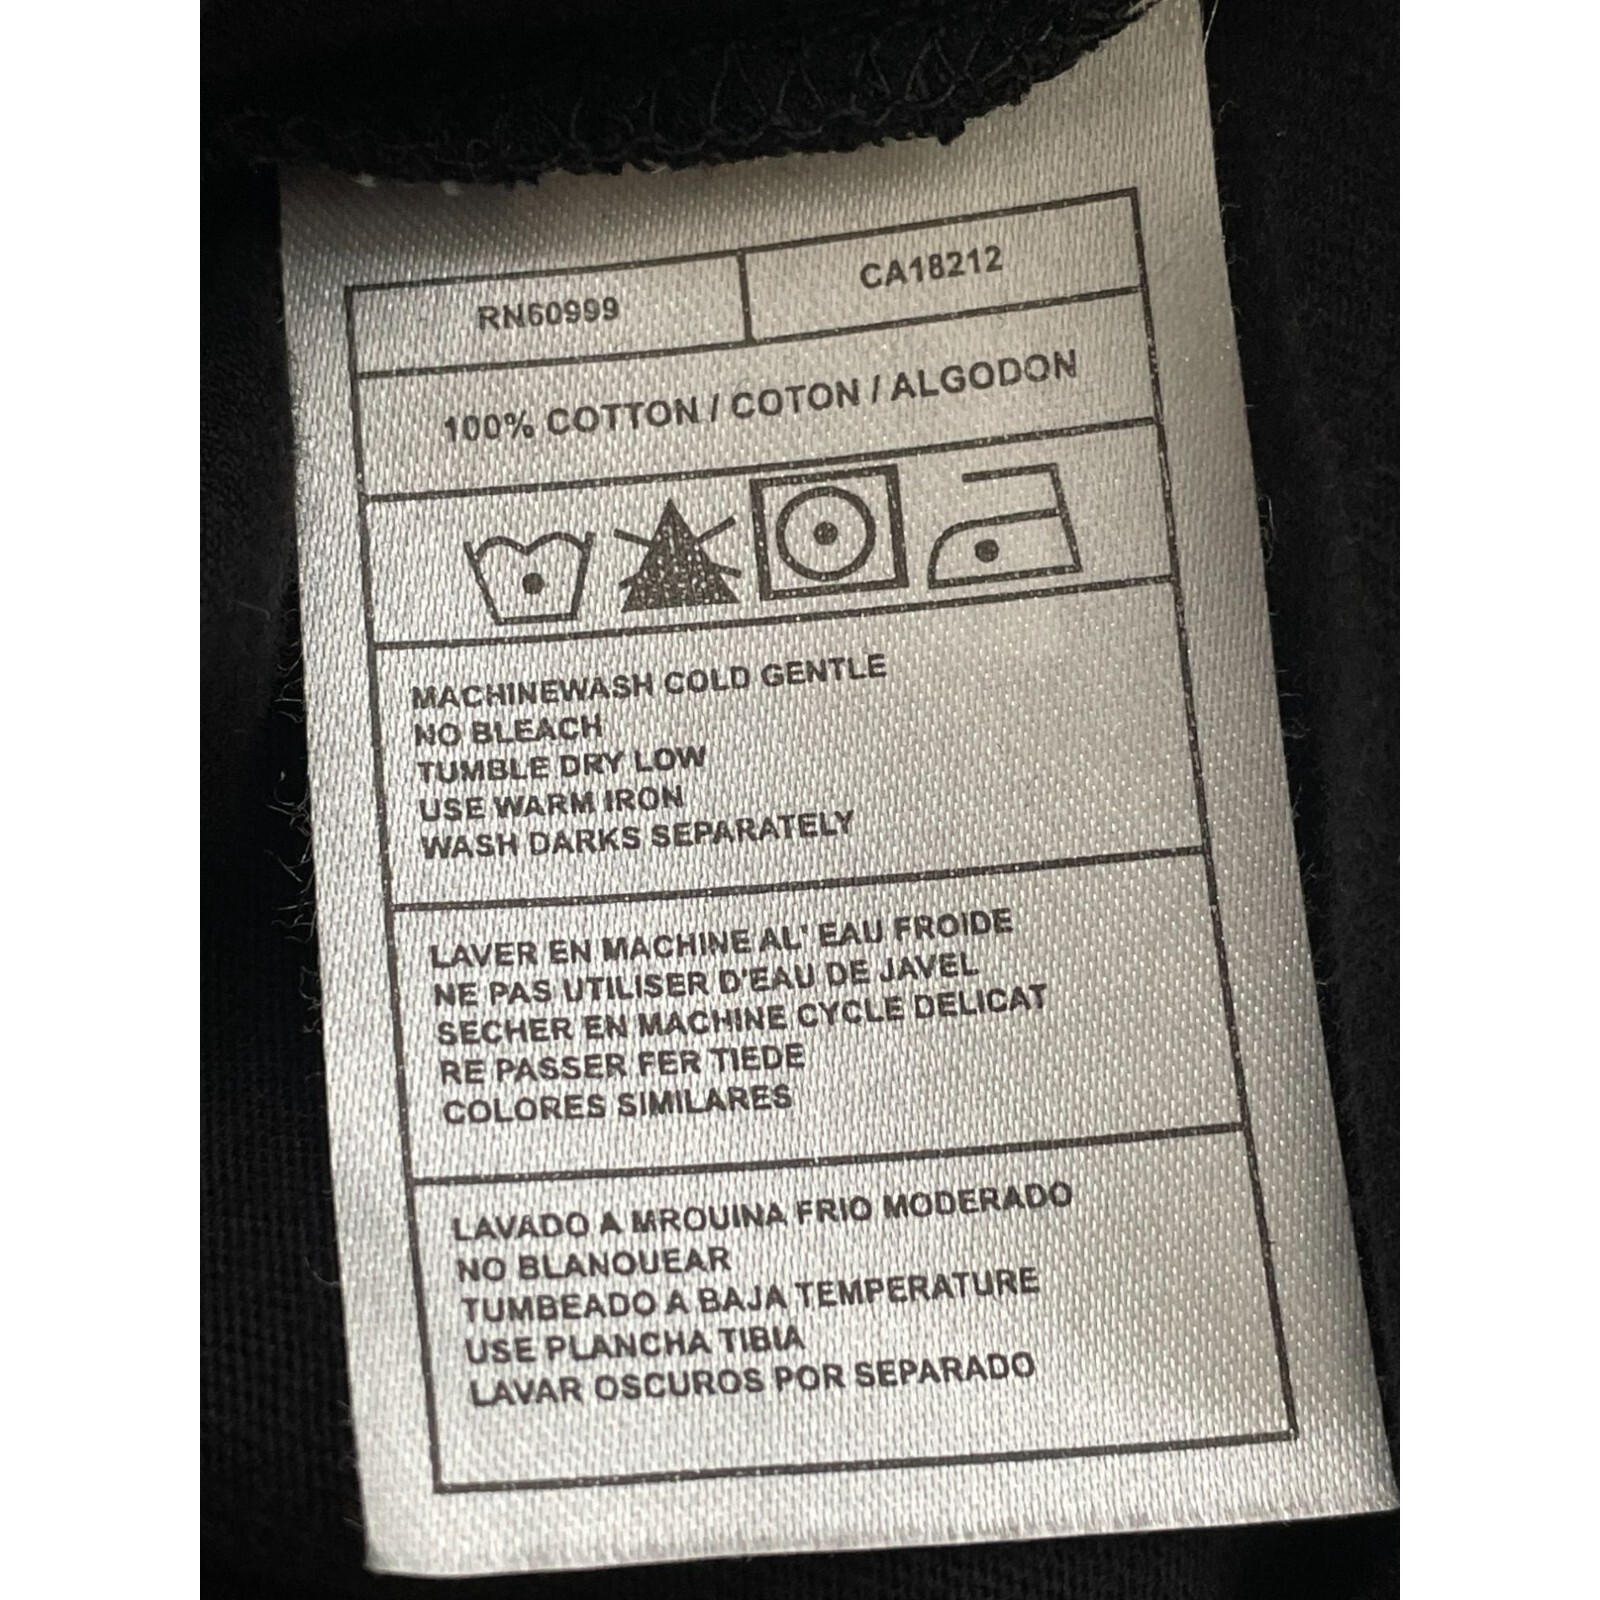 RN60999
CA18212
100% COTTON / COTON / ALGODON
MACHINEWASH COLD GENTLE
NO BLEACH
TUMBLE DRY LOW
USE WARM IRON
WASH DARKS SEPARATELY
LAVER EN MACHINE AL' EAU FROIDE
NE PAS UTILISER D'EAU DE JAVEL
SECHER EN MACHINE CYCLE DELICAT
RE PASSER FER TIEDE
COLORES SIMILARES
LAVADO A MROUINA FRIO MODERADO
NO BLANOUEAR
TUMBEADO A BAJA TEMPERATURE
USE PLANCHA TIBIA
LAVAR OSCUROS POR SEPARADO